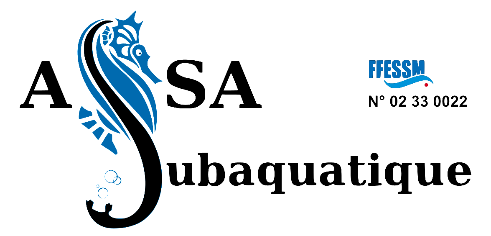 ASSA
FFESSM
N° 02 33 0022
Subaquatique